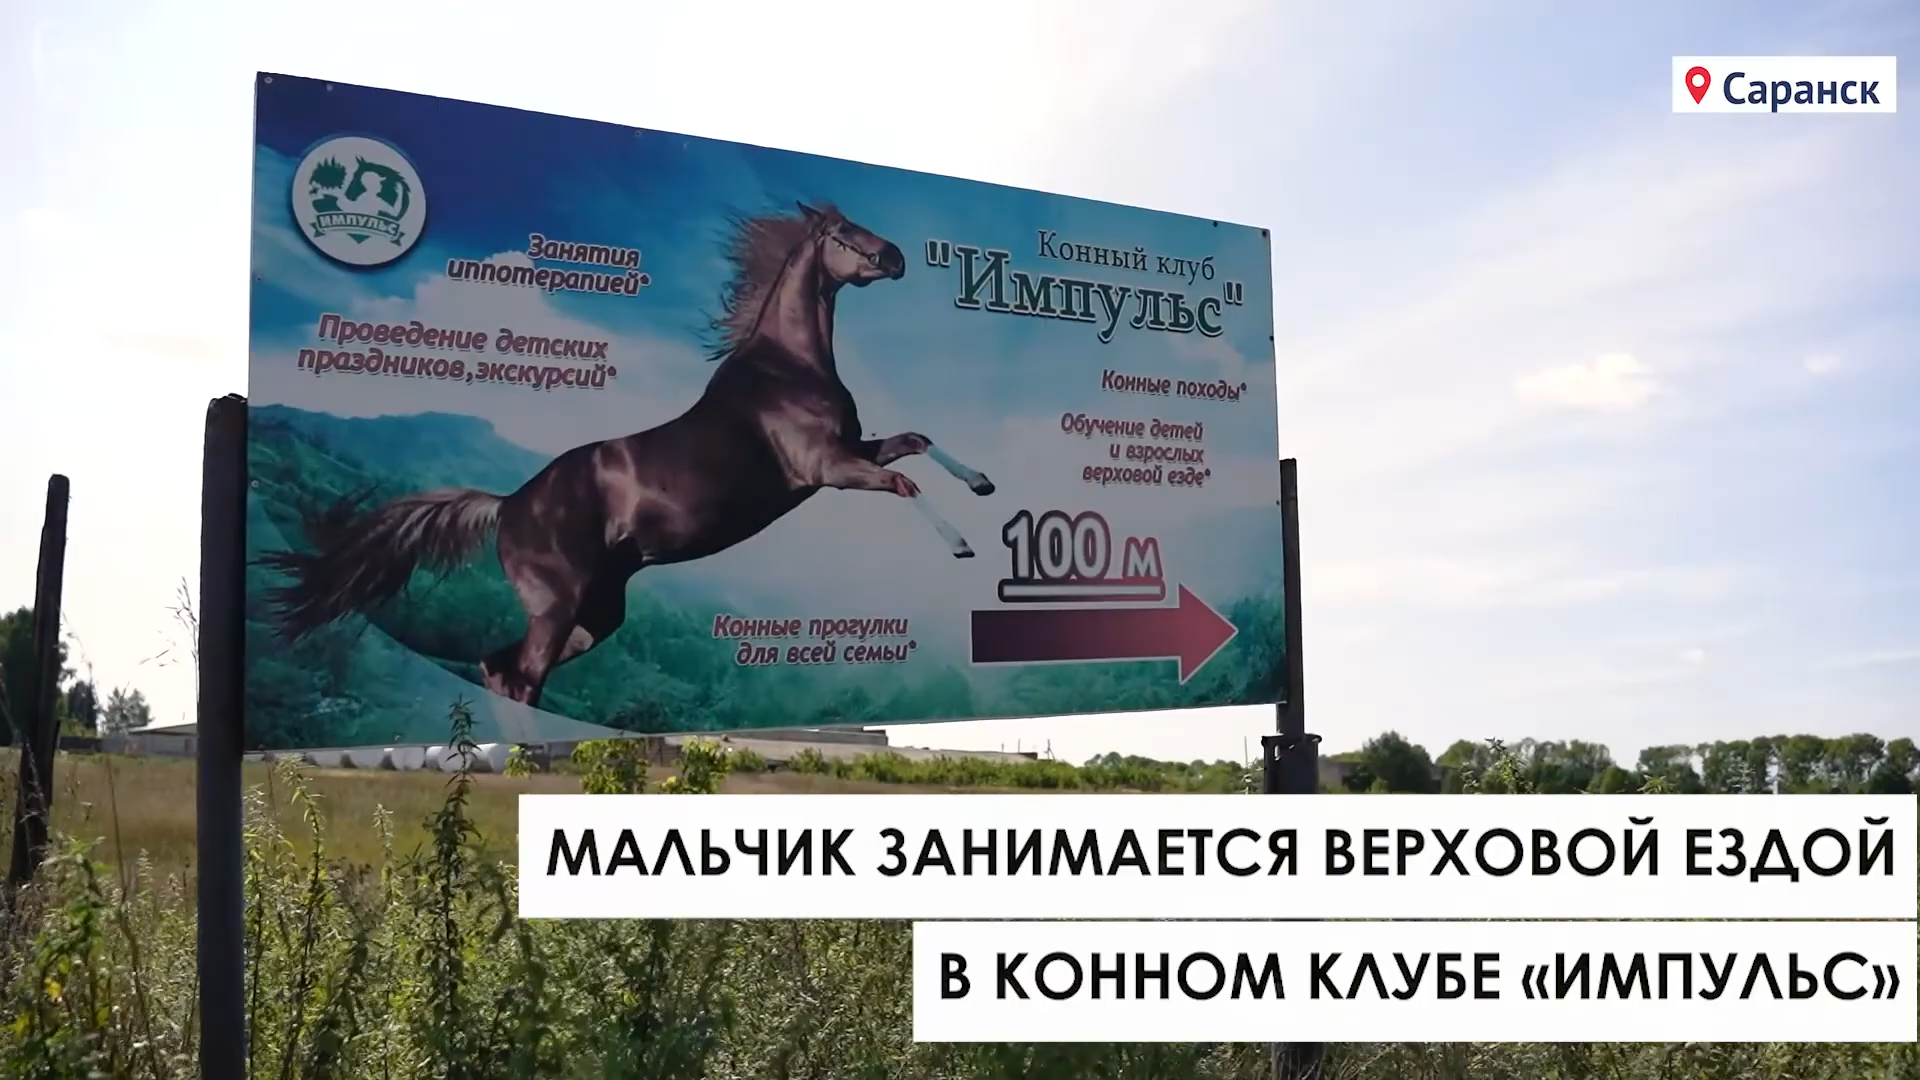 Саранск
ИМПУЛЬС
Занятия
иппотерапией*
Проведение детских
праздников,экскурсий*
Конный клуб
"Импульс"
Конные походы*
Обучение детей
и взрослых
верховой езде*
100 м
Конные прогулки
для всей семьи*
МАЛЬЧИК ЗАНИМАЕТСЯ ВЕРХОВОЙ ЕЗДОЙ
В КОННОМ КЛУБЕ «ИМПУЛЬС»